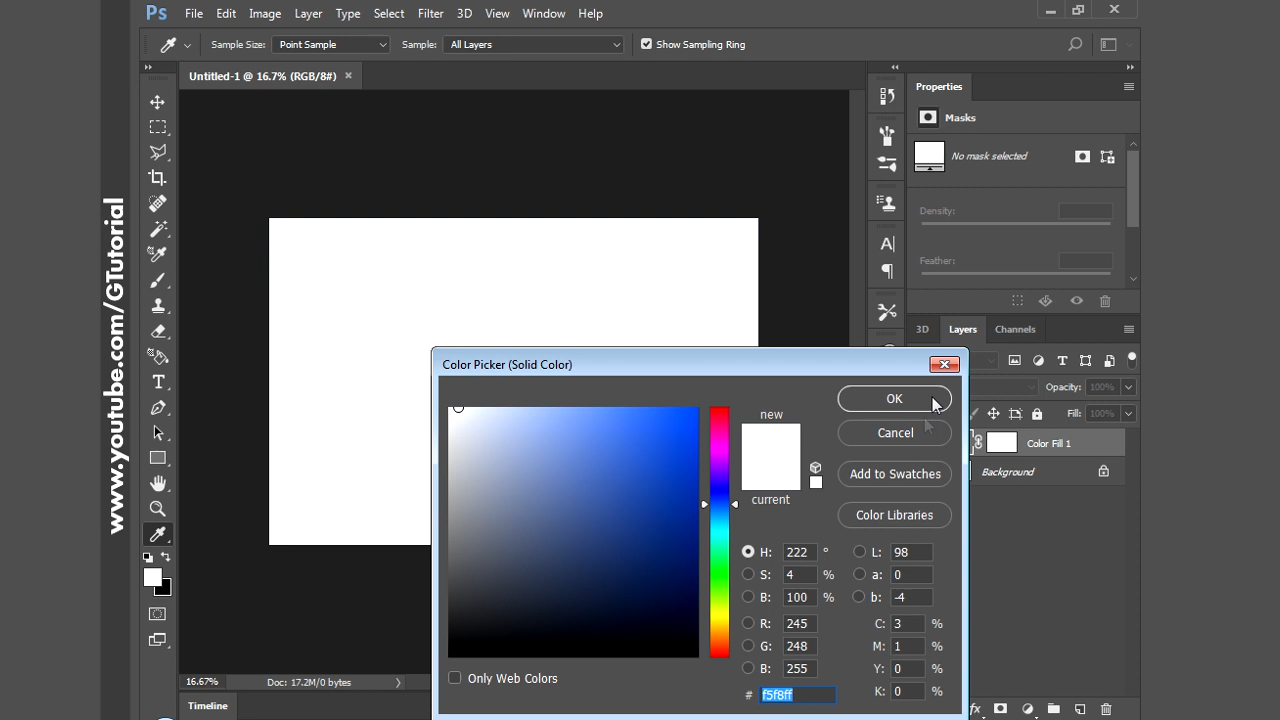 Ps File Edit Image Layer Type Select Filter 3D View Window Help
Sample Size: Point Sample Sample: All Layers Show Sampling Ring
Untitled-1 @ 16.7% (RGB/8#)
Properties
Masks
No mask selected
Density:
Feather:
3D Layers Channels
Opacity: 100%
Fill: 100%
Color Fill 1
Background
www.youtube.com/GTutorial
Color Picker (Solid Color)
new
current
OK
Cancel
Add to Swatches
Color Libraries
H: 222 °
S: 4 %
B: 100 %
R: 245
G: 248
B: 255
# f5f8ff
L: 98
a: 0
b: -4
C: 3 %
M: 1 %
Y: 0 %
K: 0 %
Only Web Colors
16.67% Doc: 17.2M/0 bytes
Timeline
fx